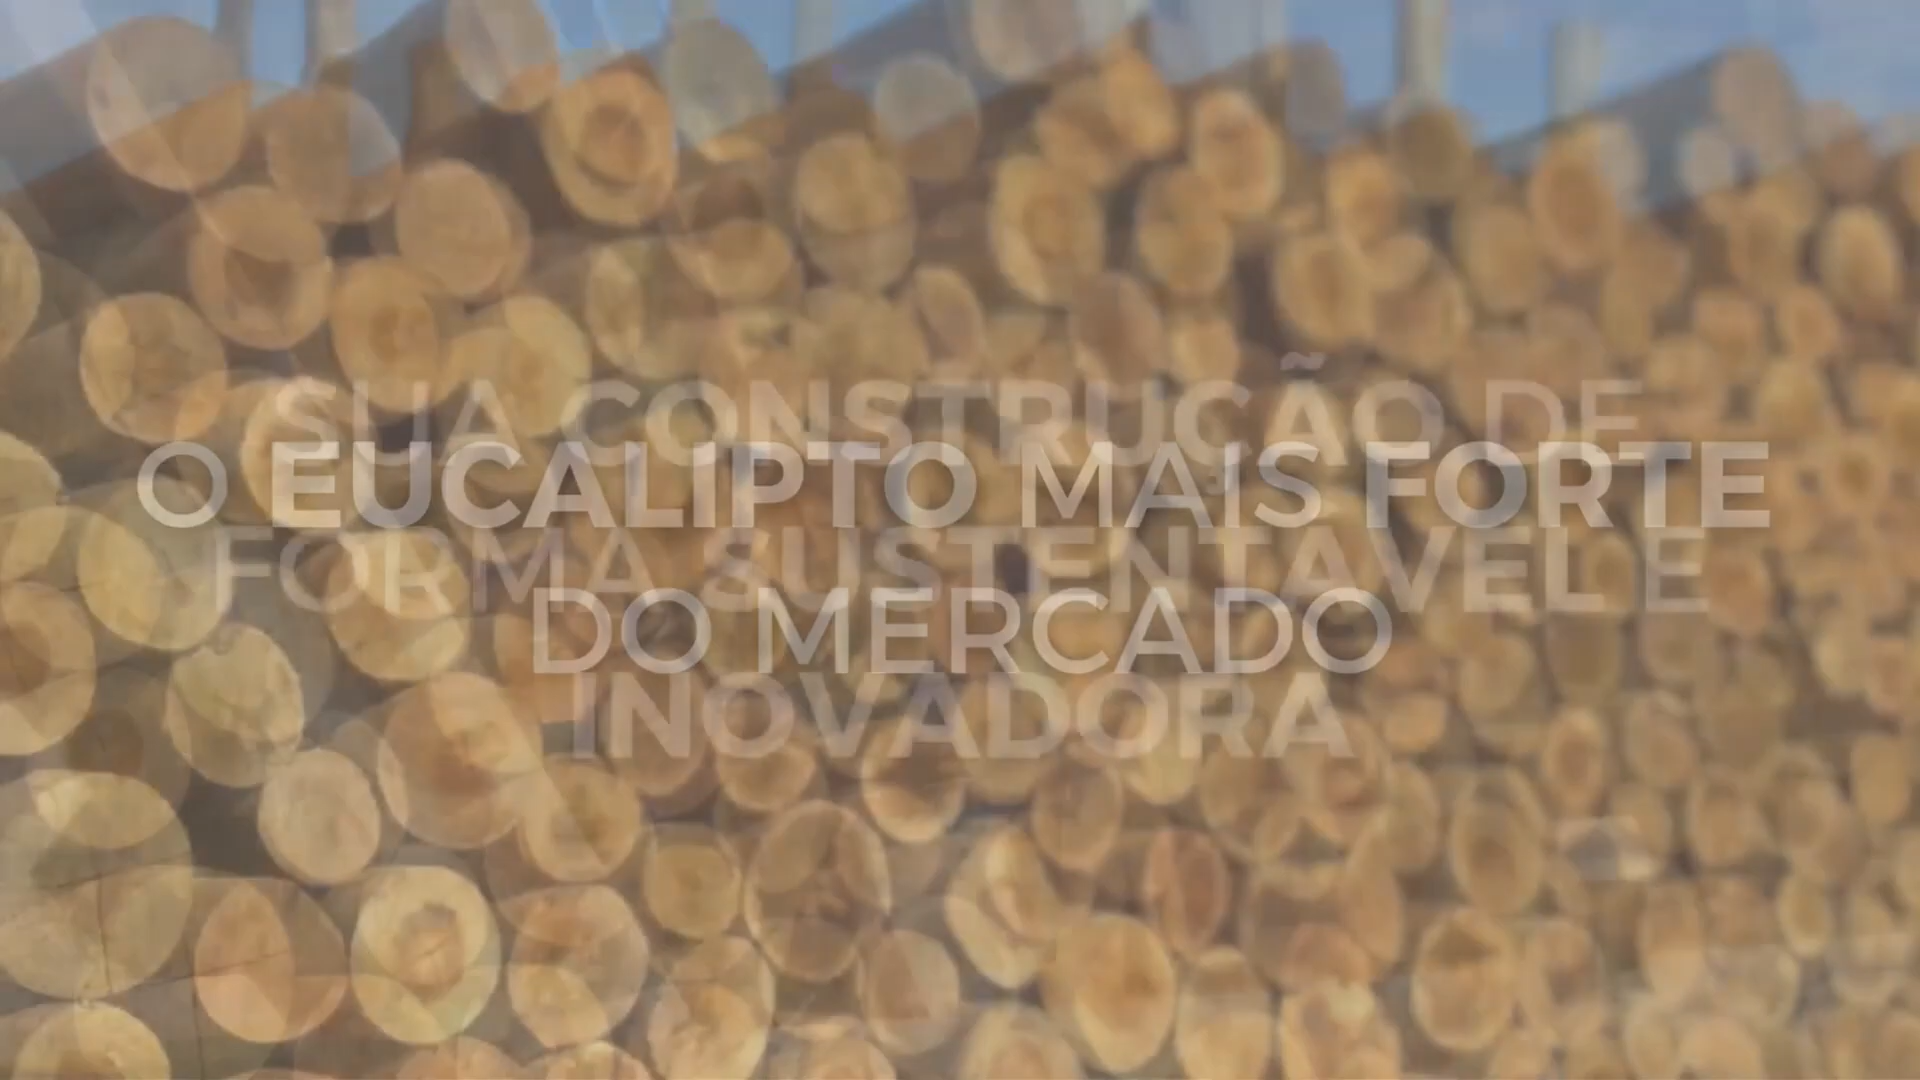 SUA CONSTRUÇÃO DE
FORMA SUSTENTÁVEL E
INOVADORA
O EUCALIPTO MAIS FORTE
DO MERCADO